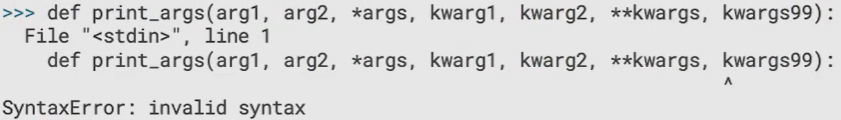 >>> def print_args(arg1, arg2, *args, kwarg1, kwarg2, **kwargs, kwargs99):
  File "<stdin>", line 1
    def print_args(arg1, arg2, *args, kwarg1, kwarg2, **kwargs, kwargs99):
                                                                ^
SyntaxError: invalid syntax